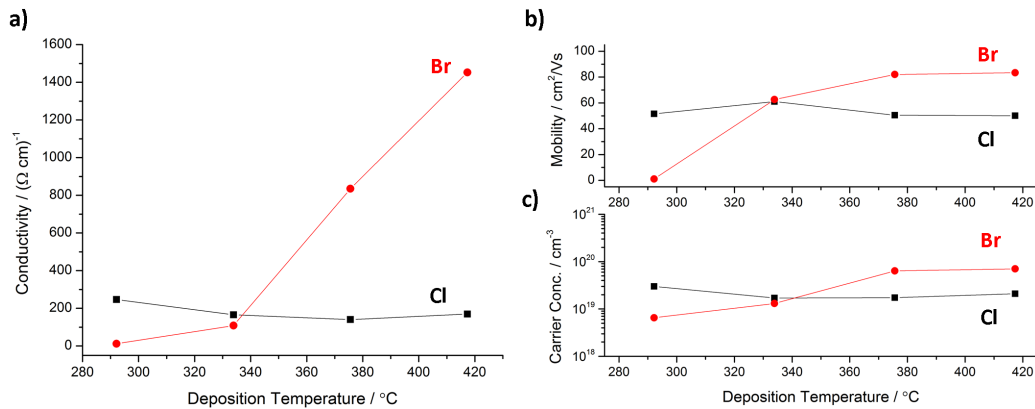 a)
1600
1400
1200
1000
800
600
400
200
0
Conductivity / (Ω cm)⁻¹
Br
Cl
280 300 320 340 360 380 400 420
Deposition Temperature / °C
b)
100
80
60
40
20
0
Mobility / cm²/Vs
Br
Cl
280 300 320 340 360 380 400 420
c)
10²¹
10²⁰
10¹⁹
10¹⁸
Carrier Conc. / cm⁻³
Br
Cl
280 300 320 340 360 380 400 420
Deposition Temperature / °C